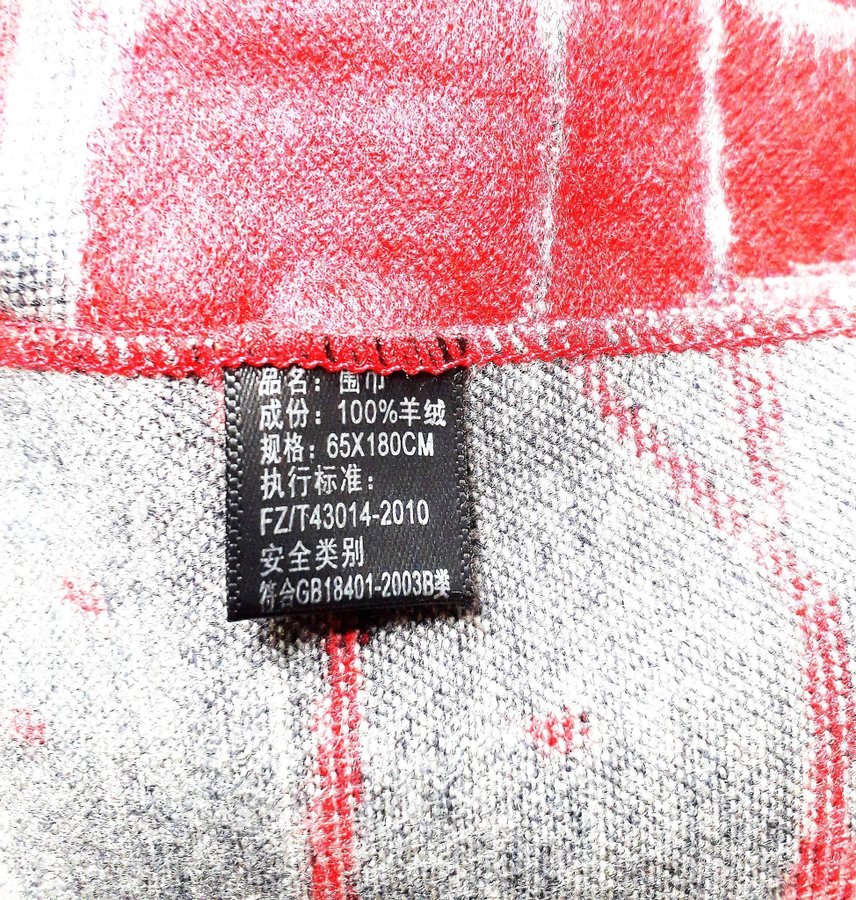 品名：围巾
成份：100%羊绒
规格：65X180CM
执行标准：
FZ/T43014-2010
安全类别
符合GB18401-2003B类